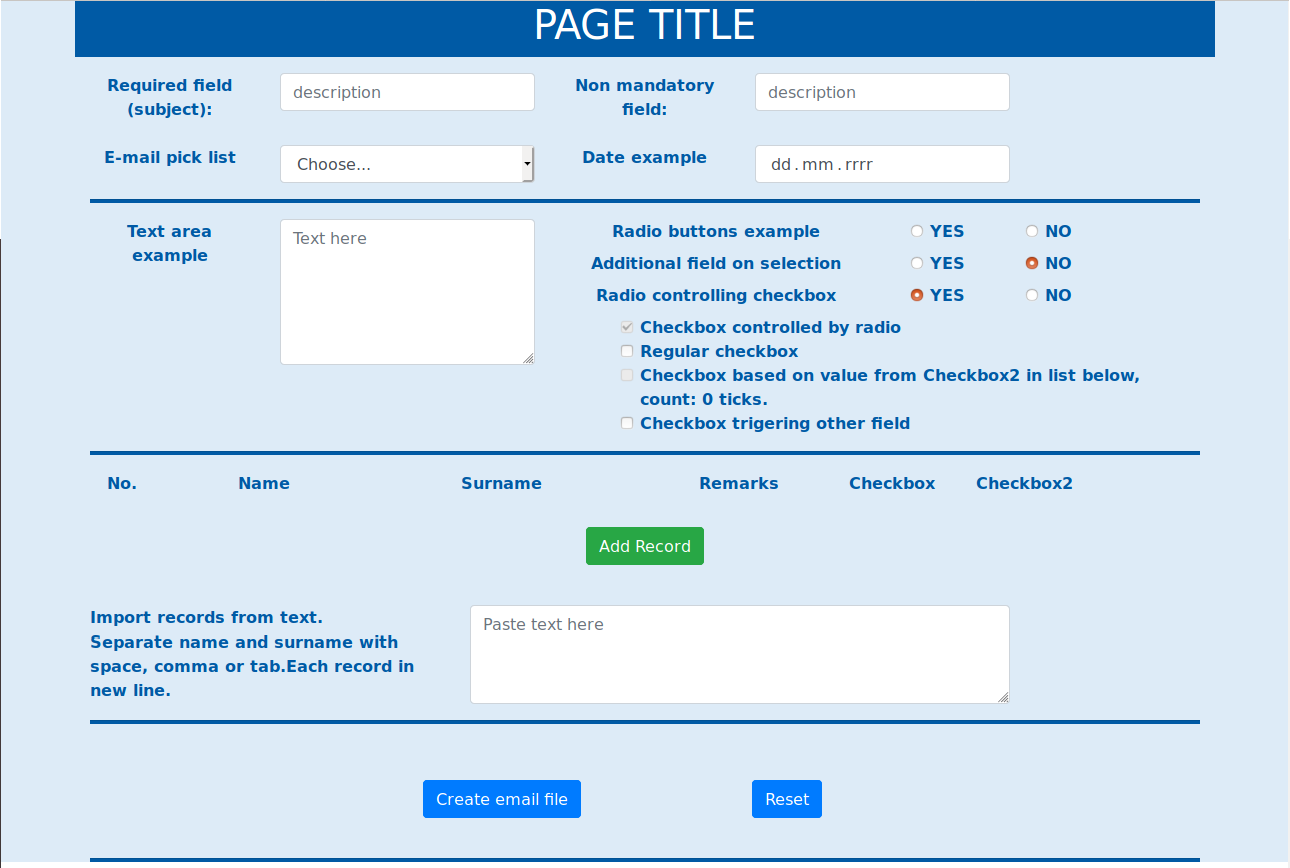 PAGE TITLE
Required field
(subject):
description
Non mandatory
field:
description
E-mail pick list
Choose...
Date example
dd.mm.rrrr
Text area
example
Text here
Radio buttons example
YES
NO
Additional field on selection
YES
NO
Radio controlling checkbox
YES
NO
Checkbox controlled by radio
Regular checkbox
Checkbox based on value from Checkbox2 in list below,
count: 0 ticks.
Checkbox trigering other field
No.
Name
Surname
Remarks
Checkbox
Checkbox2
Add Record
Import records from text.
Separate name and surname with
space, comma or tab.Each record in
new line.
Paste text here
Create email file
Reset